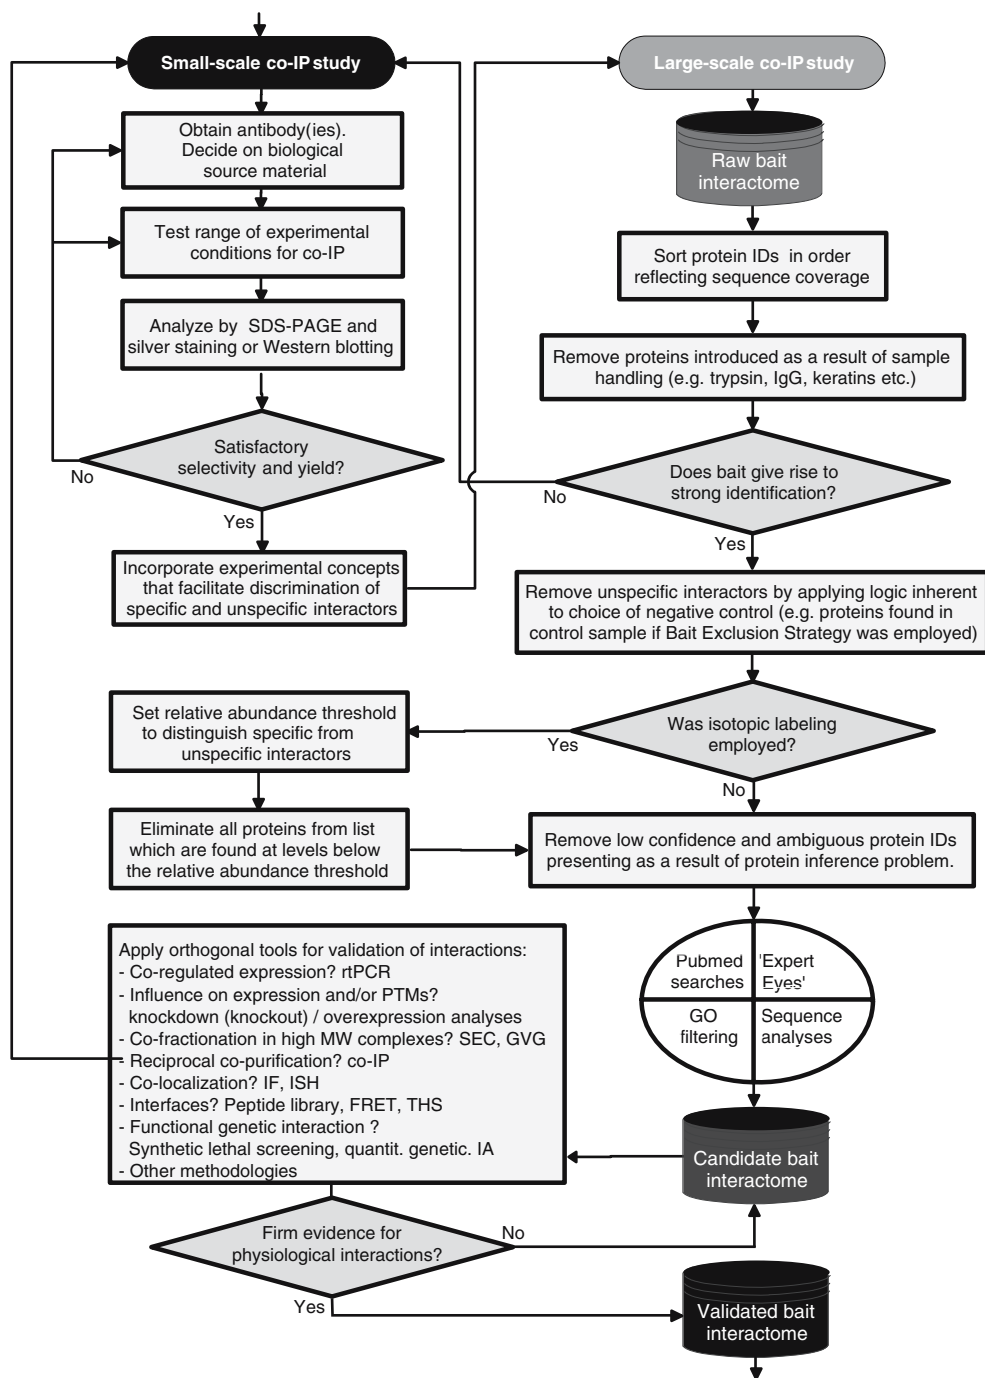 Small-scale co-IP study
Obtain antibody(ies).
Decide on biological
source material
Test range of experimental
conditions for co-IP
Analyze by SDS-PAGE and
silver staining or Western blotting
Satisfactory
selectivity and yield?
No
Yes
Incorporate experimental concepts
that facilitate discrimination of
specific and unspecific interactors
Large-scale co-IP study
Raw bait
interactome
Sort protein IDs in order
reflecting sequence coverage
Remove proteins introduced as a result of sample
handling (e.g. trypsin, IgG, keratins etc.)
Does bait give rise to
strong identification?
No
Yes
Remove unspecific interactors by applying logic inherent
to choice of negative control (e.g. proteins found in
control sample if Bait Exclusion Strategy was employed)
Was isotopic labeling
employed?
Yes
No
Set relative abundance threshold
to distinguish specific from
unspecific interactors
Eliminate all proteins from list
which are found at levels below
the relative abundance threshold
Remove low confidence and ambiguous protein IDs
presenting as a result of protein inference problem.
Pubmed
searches
'Expert
Eyes'
GO
filtering
Sequence
analyses
Candidate bait
interactome
Apply orthogonal tools for validation of interactions:
- Co-regulated expression? rtPCR
- Influence on expression and/or PTMs?
knockdown (knockout) / overexpression analyses
- Co-fractionation in high MW complexes? SEC, GVG
- Reciprocal co-purification? co-IP
- Co-localization? IF, ISH
- Interfaces? Peptide library, FRET, THS
- Functional genetic interaction ?
Synthetic lethal screening, quantit. genetic. IA
- Other methodologies
Firm evidence for
physiological interactions?
No
Yes
Validated bait
interactome